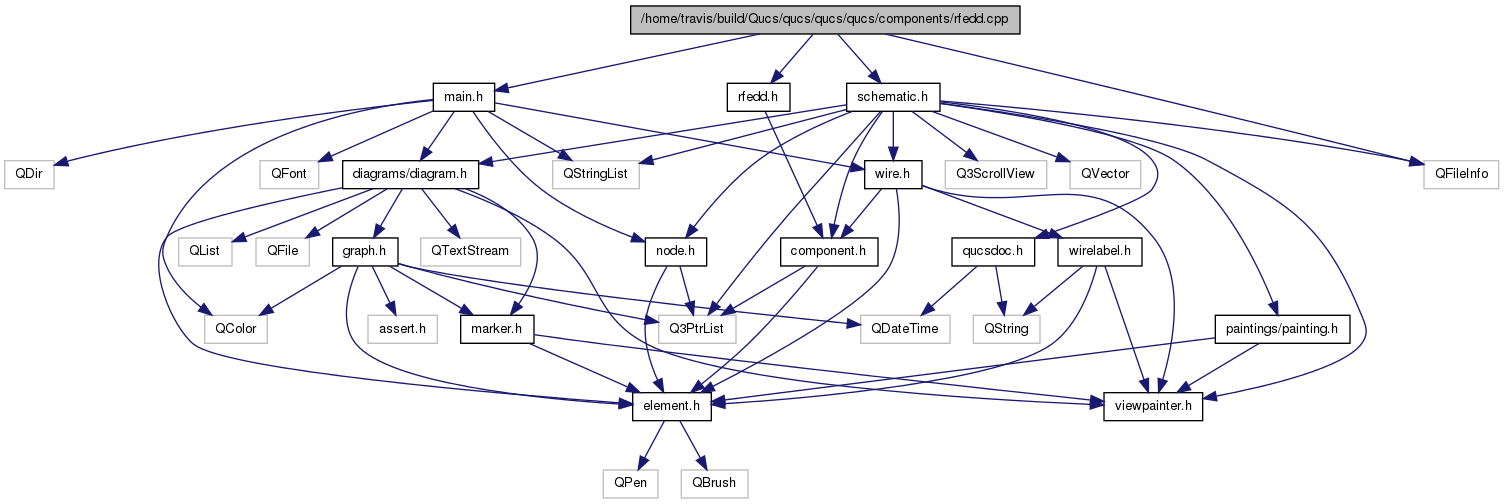 /home/travis/build/Qucs/qucs/qucs/qucs/components/rfedd.cpp
main.h
rfedd.h
schematic.h
QDir
QFont
diagrams/diagram.h
QStringList
wire.h
Q3ScrollView
QVector
QFileInfo
QList
QFile
graph.h
QTextStream
node.h
component.h
qucsdoc.h
wirelabel.h
QColor
assert.h
marker.h
Q3PtrList
QDateTime
QString
paintings/painting.h
element.h
viewpainter.h
QPen
QBrush